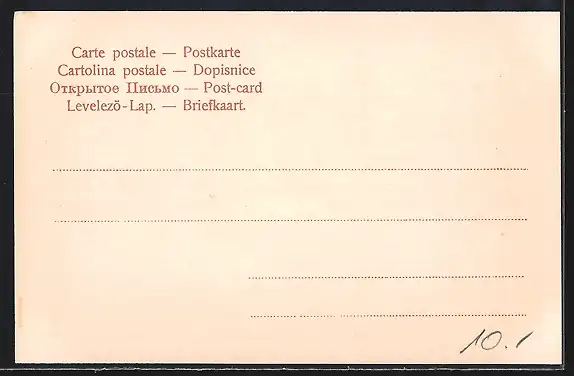 Carte postale — Postkarte
Cartolina postale — Dopisnice
Открытое Письмо — Post-card
Levelezö-Lap. — Briefkaart.
10.1